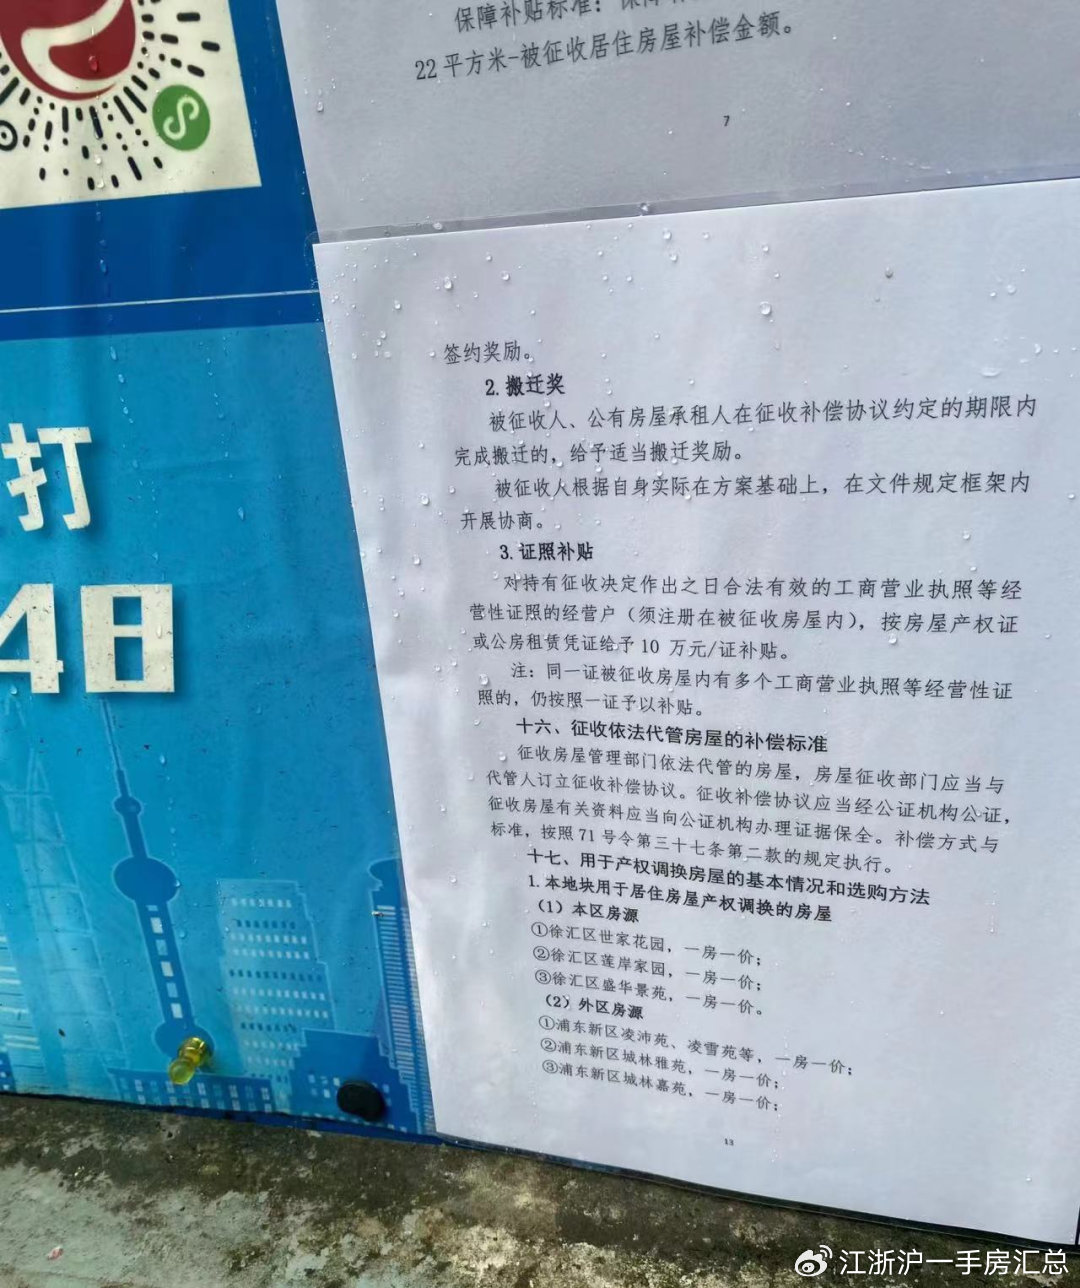 保障补贴标准：保障
22平方米-被征收居住房屋补偿金额。
7
打
48
签约奖励。
2.搬迁奖
被征收人、公有房屋承租人在征收补偿协议约定的期限内
完成搬迁的，给予适当搬迁奖励。
被征收人根据自身实际在方案基础上，在文件规定框架内
开展协商。
3.证照补贴
对持有征收决定作出之日合法有效的工商营业执照等经
营性证照的经营户（须注册在被征收房屋内），按房屋产权证
或公房租赁凭证给予10万元/证补贴。
注：同一证被征收房屋内有多个工商营业执照等经营性证
照的，仍按照一证予以补贴。
十六、征收依法代管房屋的补偿标准
征收房屋管理部门依法代管的房屋，房屋征收部门应当与
代管人订立征收补偿协议。征收补偿协议应当经公证机构公证，
征收房屋有关资料应当向公证机构办理证据保全。补偿方式与
标准，按照71号令第三十七条第二款的规定执行。
十七、用于产权调换房屋的基本情况和选购方法
1.本地块用于居住房屋产权调换的房屋
（1）本区房源
①徐汇区世家花园，一房一价；
②徐汇区莲岸家园，一房一价；
③徐汇区盛华景苑，一房一价。
（2）外区房源
①浦东新区凌沛苑、凌雪苑等，一房一价；
②浦东新区城林雅苑，一房一价；
③浦东新区城林嘉苑，一房一价；
13
江浙沪一手房汇总